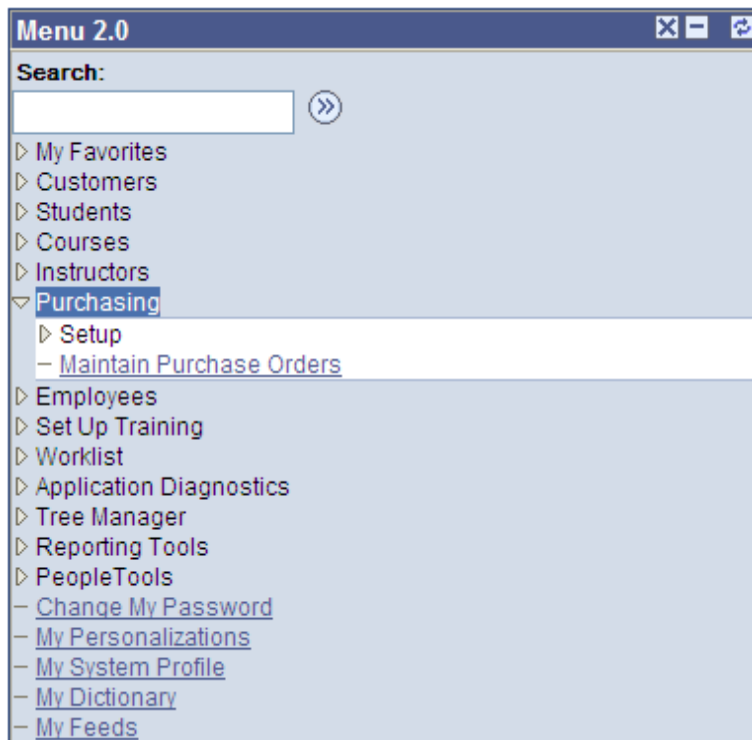 Menu 2.0
Search:
My Favorites
Customers
Students
Courses
Instructors
Purchasing
Setup
Maintain Purchase Orders
Employees
Set Up Training
Worklist
Application Diagnostics
Tree Manager
Reporting Tools
PeopleTools
Change My Password
My Personalizations
My System Profile
My Dictionary
My Feeds